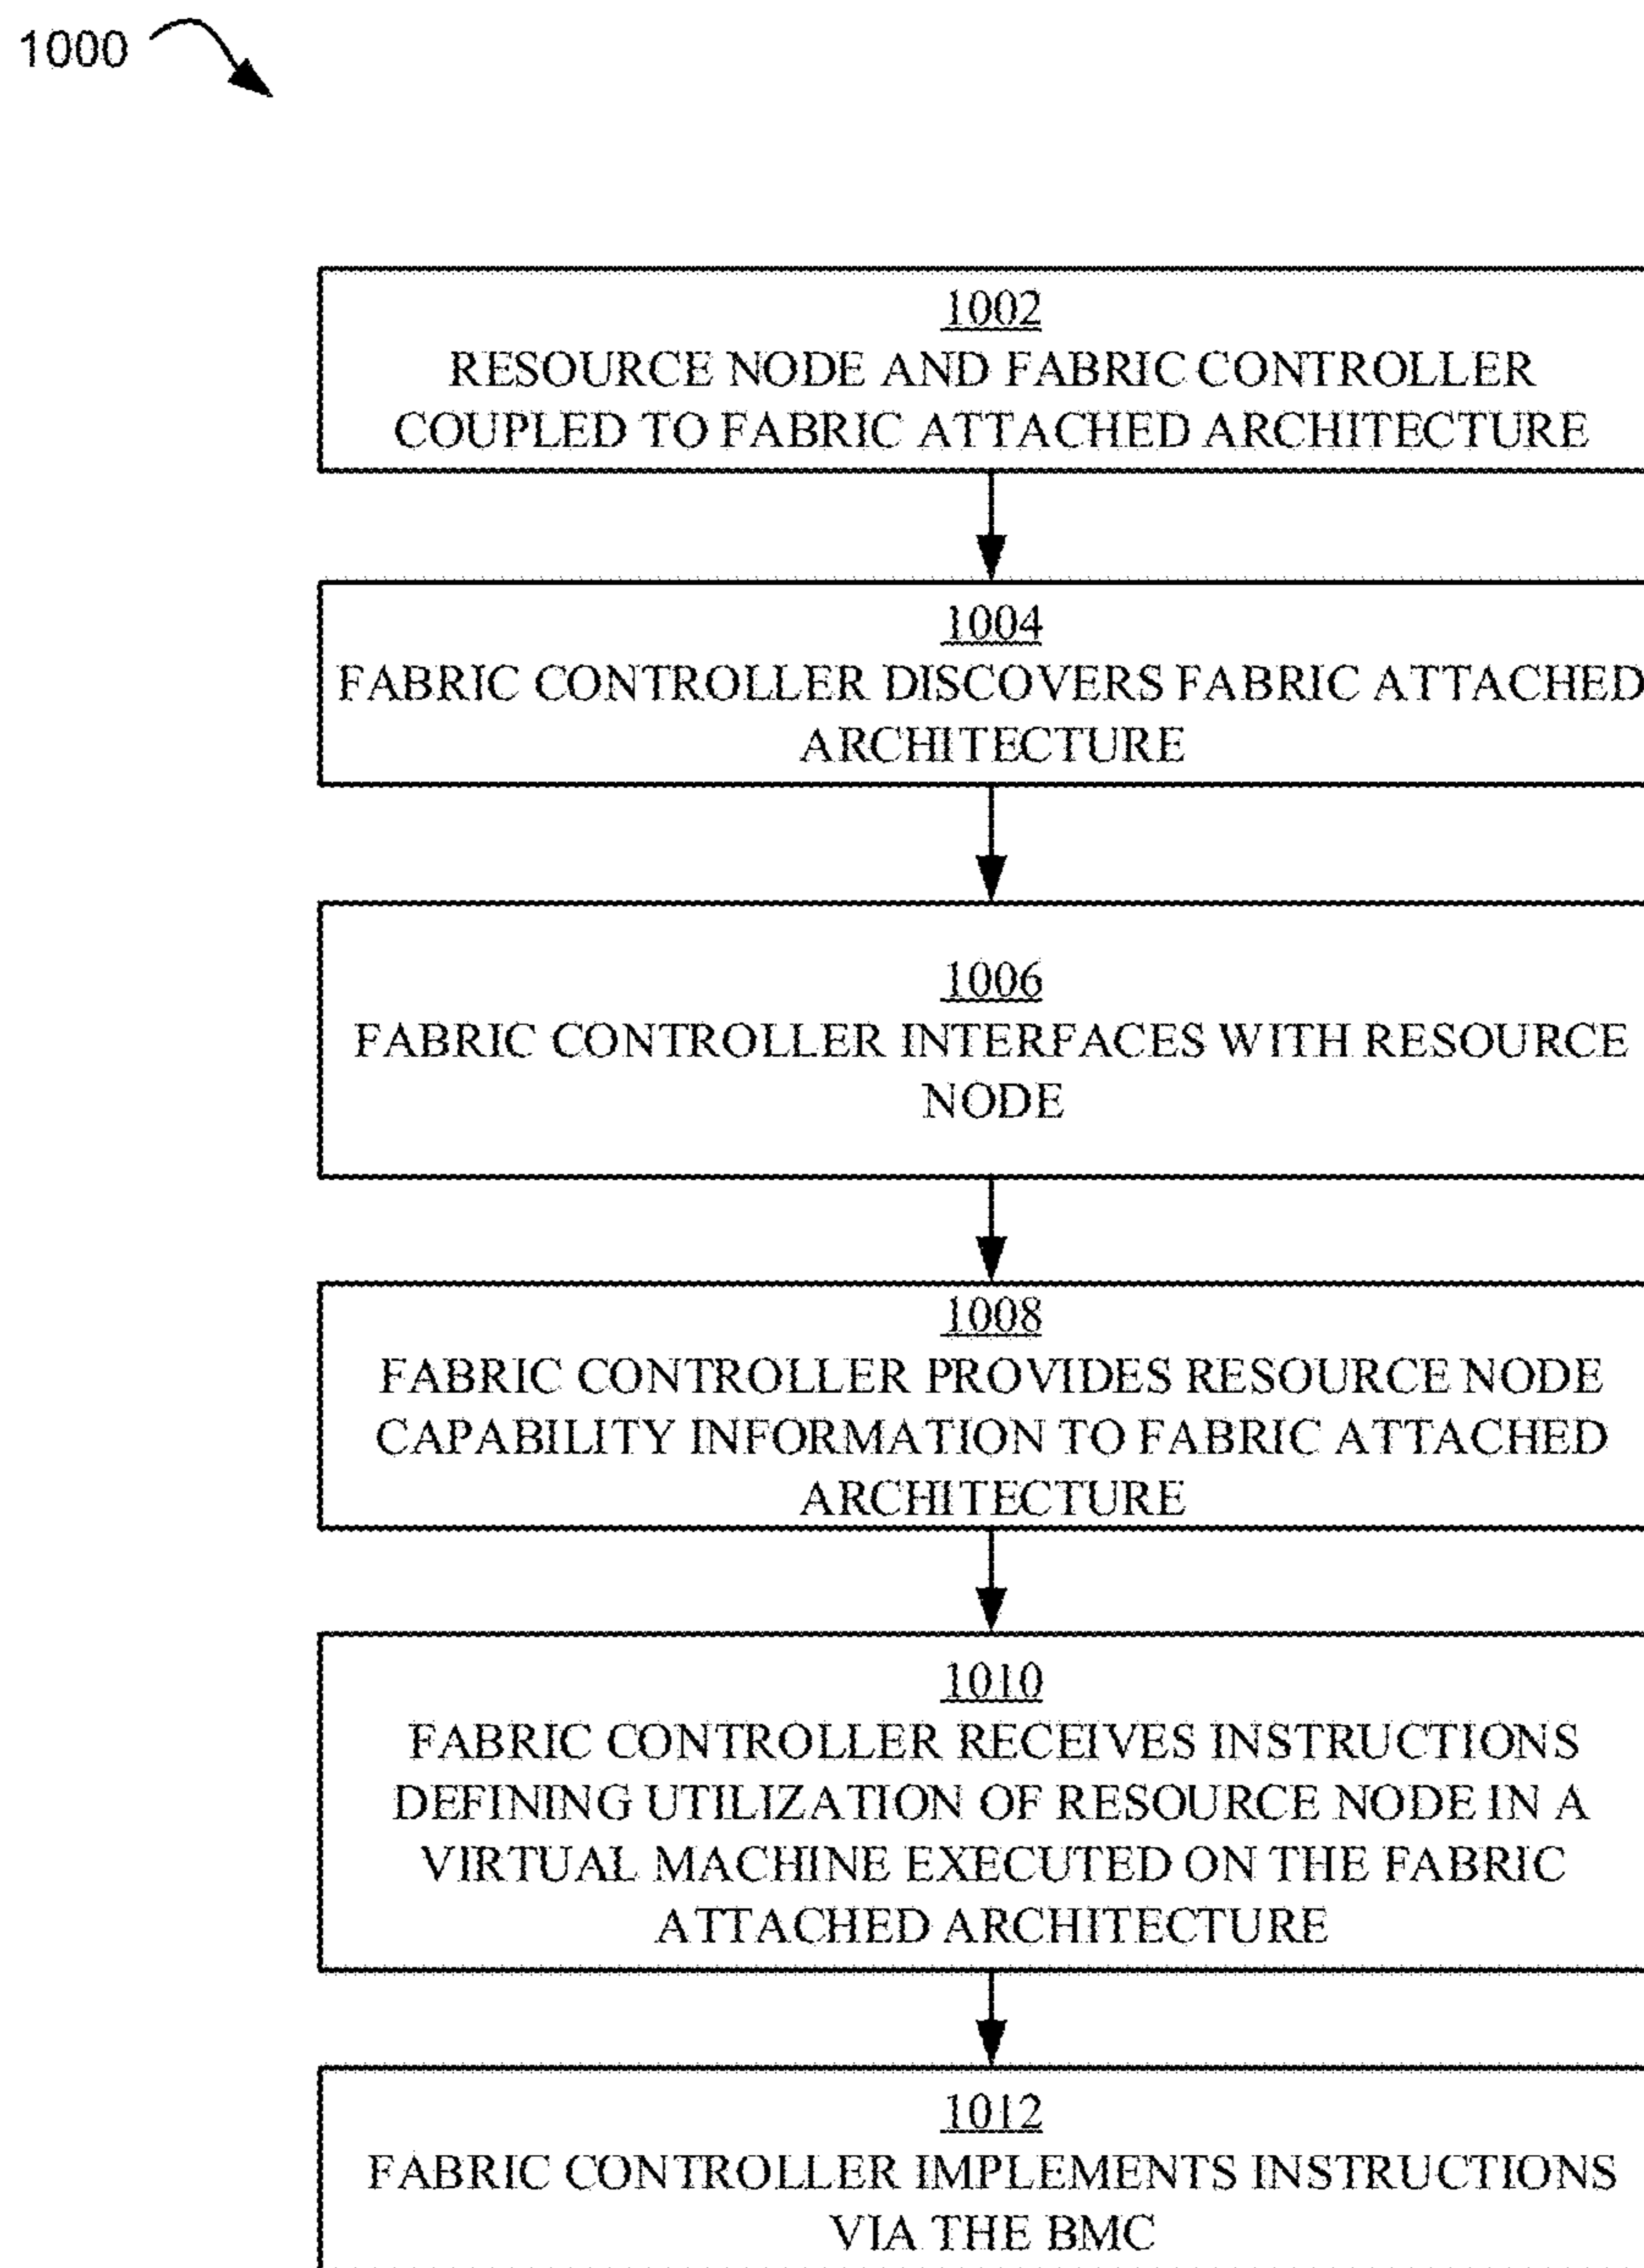 1000
1002
RESOURCE NODE AND FABRIC CONTROLLER
COUPLED TO FABRIC ATTACHED ARCHITECTURE
1004
FABRIC CONTROLLER DISCOVERS FABRIC ATTACHED
ARCHITECTURE
1006
FABRIC CONTROLLER INTERFACES WITH RESOURCE
NODE
1008
FABRIC CONTROLLER PROVIDES RESOURCE NODE
CAPABILITY INFORMATION TO FABRIC ATTACHED
ARCHITECTURE
1010
FABRIC CONTROLLER RECEIVES INSTRUCTIONS
DEFINING UTILIZATION OF RESOURCE NODE IN A
VIRTUAL MACHINE EXECUTED ON THE FABRIC
ATTACHED ARCHITECTURE
1012
FABRIC CONTROLLER IMPLEMENTS INSTRUCTIONS
VIA THE BMC